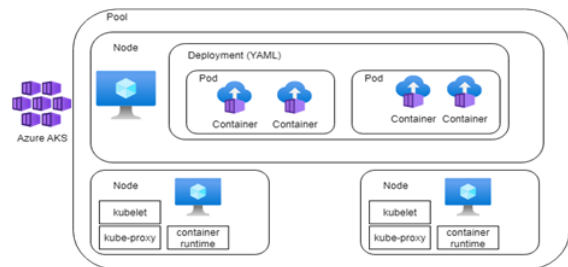 Pool
Node
Deployment (YAML)
Pod
Container
Container
Pod
Container
Container
Azure AKS
Node
kubelet
kube-proxy
container
runtime
Node
kubelet
kube-proxy
container
runtime